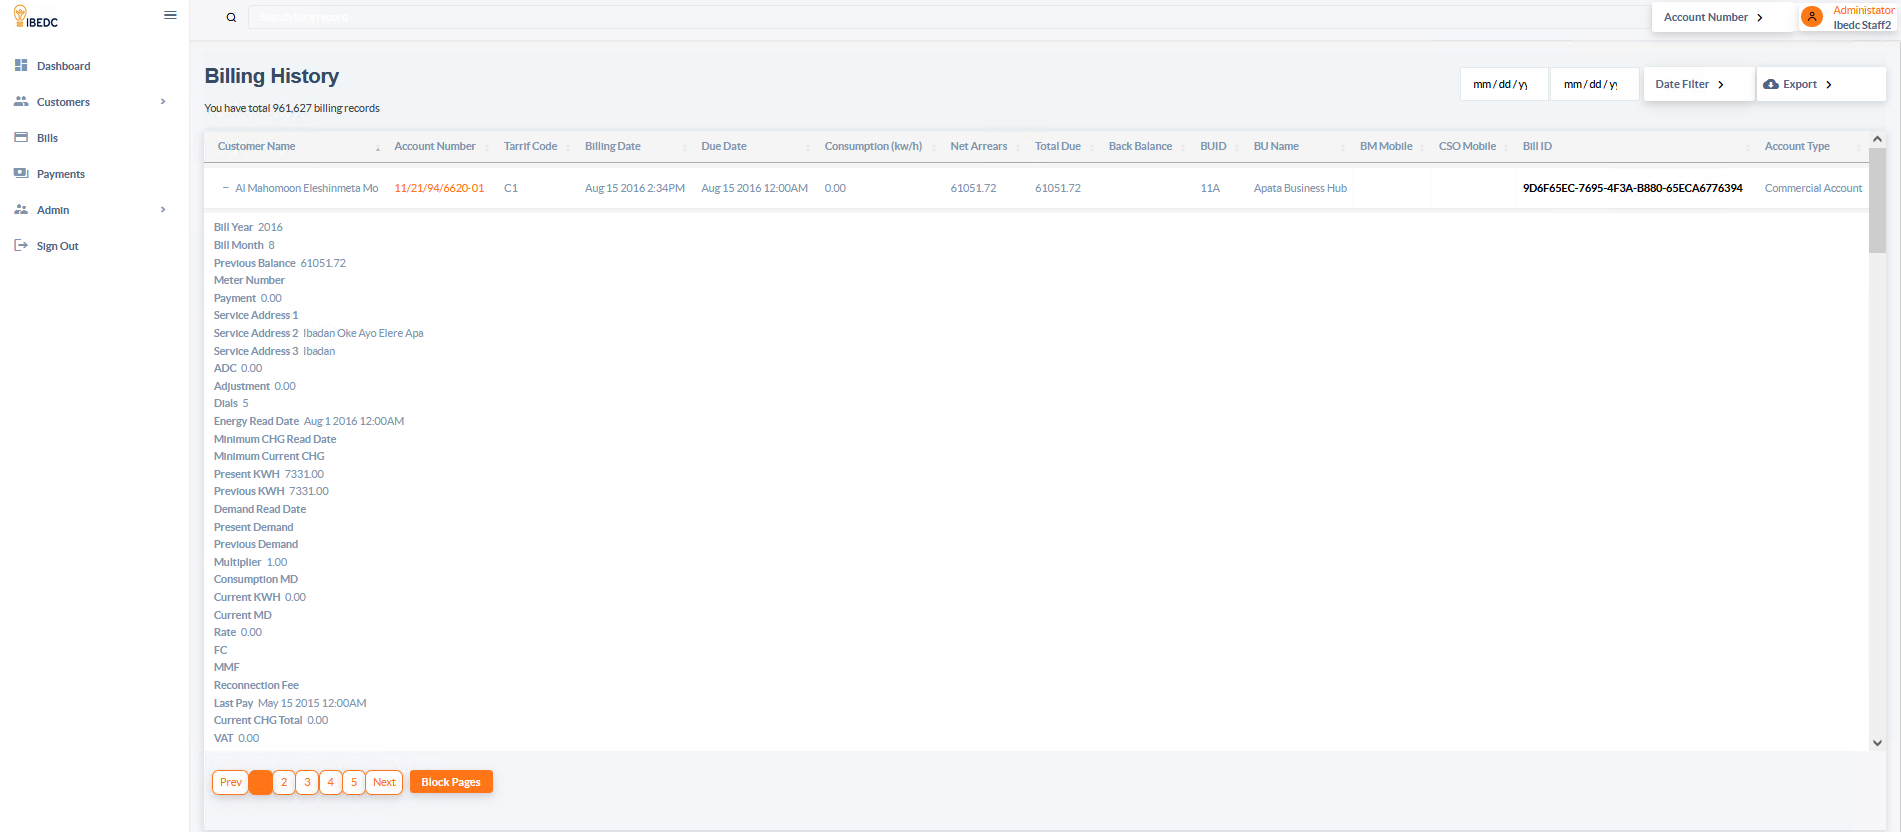 IBEDC
Search for a record
Account Number
Administator
Ibedc Staff2
Dashboard
Customers
Bills
Payments
Admin
Sign Out
Billing History
You have total 961,627 billing records
mm / dd / yy mm / dd / yy Date Filter Export
Customer Name Account Number Tarrif Code Billing Date Due Date Consumption (kw/h) Net Arrears Total Due Back Balance BUID BU Name BM Mobile CSO Mobile Bill ID Account Type
− Al Mahomoon Eleshinmeta Mo 11/21/94/6620-01 C1 Aug 15 2016 2:34PM Aug 15 2016 12:00AM 0.00 61051.72 61051.72 11A Apata Business Hub 9D6F65EC-7695-4F3A-B880-65ECA6776394 Commercial Account
Bill Year 2016
Bill Month 8
Previous Balance 61051.72
Meter Number
Payment 0.00
Service Address 1
Service Address 2 Ibadan Oke Ayo Elere Apa
Service Address 3 Ibadan
ADC 0.00
Adjustment 0.00
Dials 5
Energy Read Date Aug 1 2016 12:00AM
Minimum CHG Read Date
Minimum Current CHG
Present KWH 7331.00
Previous KWH 7331.00
Demand Read Date
Present Demand
Previous Demand
Multiplier 1.00
Consumption MD
Current KWH 0.00
Current MD
Rate 0.00
FC
MMF
Reconnection Fee
Last Pay May 15 2015 12:00AM
Current CHG Total 0.00
VAT 0.00
Prev 2 3 4 5 Next Block Pages